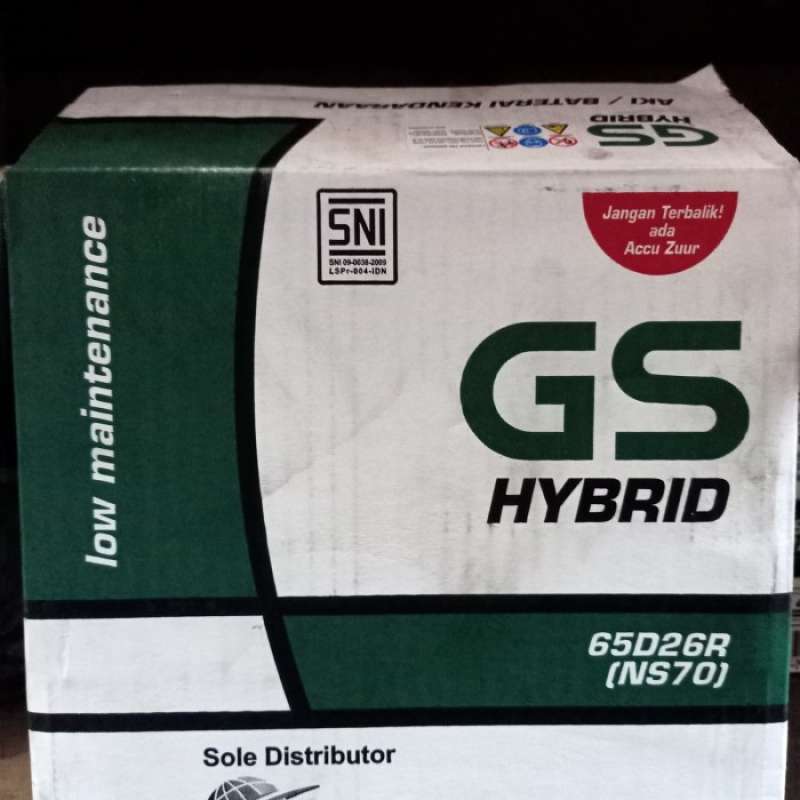 AKI / BATERAI KENDARAAN
GS
HYBRID
SNI
SNI 09-0038-2009
LSPr-004-IDN
Jangan Terbalik!
ada
Accu Zuur
low maintenance
GS
HYBRID
65D26R
(NS70)
Sole Distributor